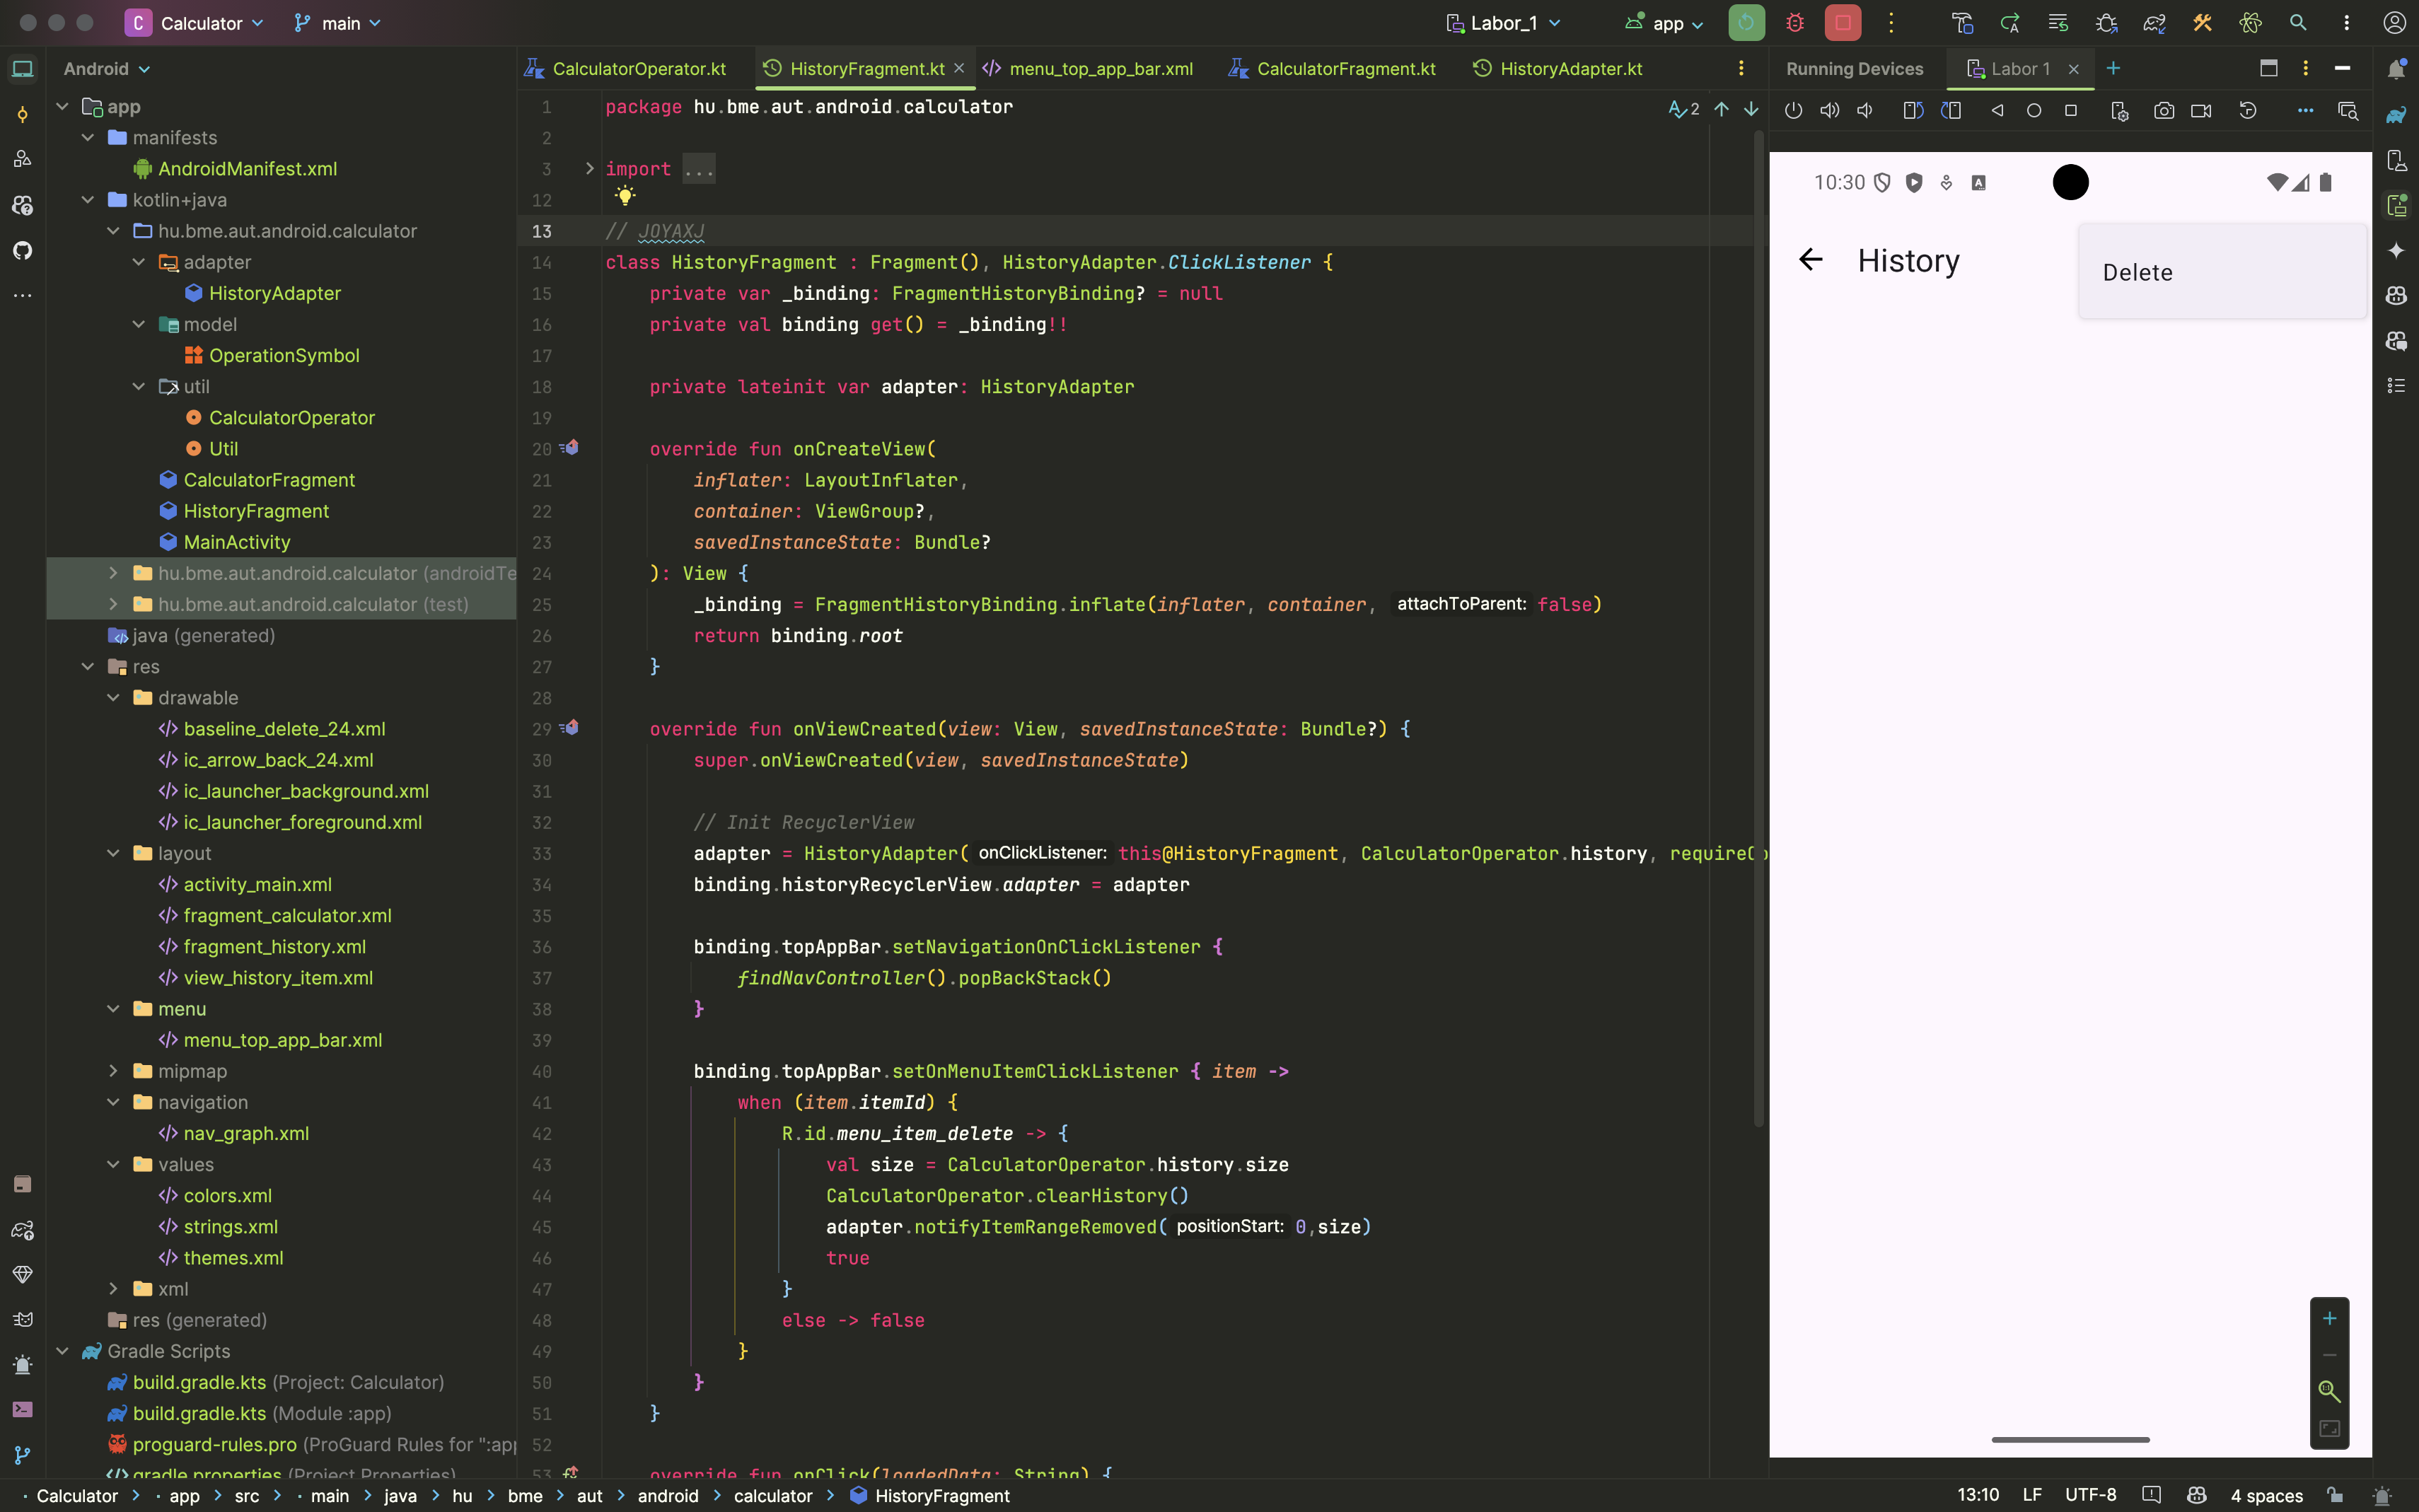 C Calculator main Labor_1 app
Android
app
manifests
AndroidManifest.xml
kotlin+java
hu.bme.aut.android.calculator
adapter
HistoryAdapter
model
OperationSymbol
util
CalculatorOperator
Util
CalculatorFragment
HistoryFragment
MainActivity
hu.bme.aut.android.calculator (androidTe
hu.bme.aut.android.calculator (test)
java (generated)
res
drawable
baseline_delete_24.xml
ic_arrow_back_24.xml
ic_launcher_background.xml
ic_launcher_foreground.xml
layout
activity_main.xml
fragment_calculator.xml
fragment_history.xml
view_history_item.xml
menu
menu_top_app_bar.xml
mipmap
navigation
nav_graph.xml
values
colors.xml
strings.xml
themes.xml
xml
res (generated)
Gradle Scripts
build.gradle.kts (Project: Calculator)
build.gradle.kts (Module :app)
proguard-rules.pro (ProGuard Rules for ":app
gradle.properties (Project Properties)
CalculatorOperator.kt HistoryFragment.kt menu_top_app_bar.xml CalculatorFragment.kt HistoryAdapter.kt
2
1 package hu.bme.aut.android.calculator
2
3 import ...
12
13 // JOYAXJ
14 class HistoryFragment : Fragment(), HistoryAdapter.ClickListener {
15 private var _binding: FragmentHistoryBinding? = null
16 private val binding get() = _binding!!
17
18 private lateinit var adapter: HistoryAdapter
19
20 override fun onCreateView(
21 inflater: LayoutInflater,
22 container: ViewGroup?,
23 savedInstanceState: Bundle?
24 ): View {
25 _binding = FragmentHistoryBinding.inflate(inflater, container, attachToParent: false)
26 return binding.root
27 }
28
29 override fun onViewCreated(view: View, savedInstanceState: Bundle?) {
30 super.onViewCreated(view, savedInstanceState)
31
32 // Init RecyclerView
33 adapter = HistoryAdapter( onClickListener: this@HistoryFragment, CalculatorOperator.history, requireCo
34 binding.historyRecyclerView.adapter = adapter
35
36 binding.topAppBar.setNavigationOnClickListener {
37 findNavController().popBackStack()
38 }
39
40 binding.topAppBar.setOnMenuItemClickListener { item ->
41 when (item.itemId) {
42 R.id.menu_item_delete -> {
43 val size = CalculatorOperator.history.size
44 CalculatorOperator.clearHistory()
45 adapter.notifyItemRangeRemoved( positionStart: 0,size)
46 true
47 }
48 else -> false
49 }
50 }
51 }
52
53 override fun onClick(loadedData: String) {
Running Devices Labor 1
10:30
History
Delete
Calculator > app > src > main > java > hu > bme > aut > android > calculator > HistoryFragment
13:10 LF UTF-8 4 spaces